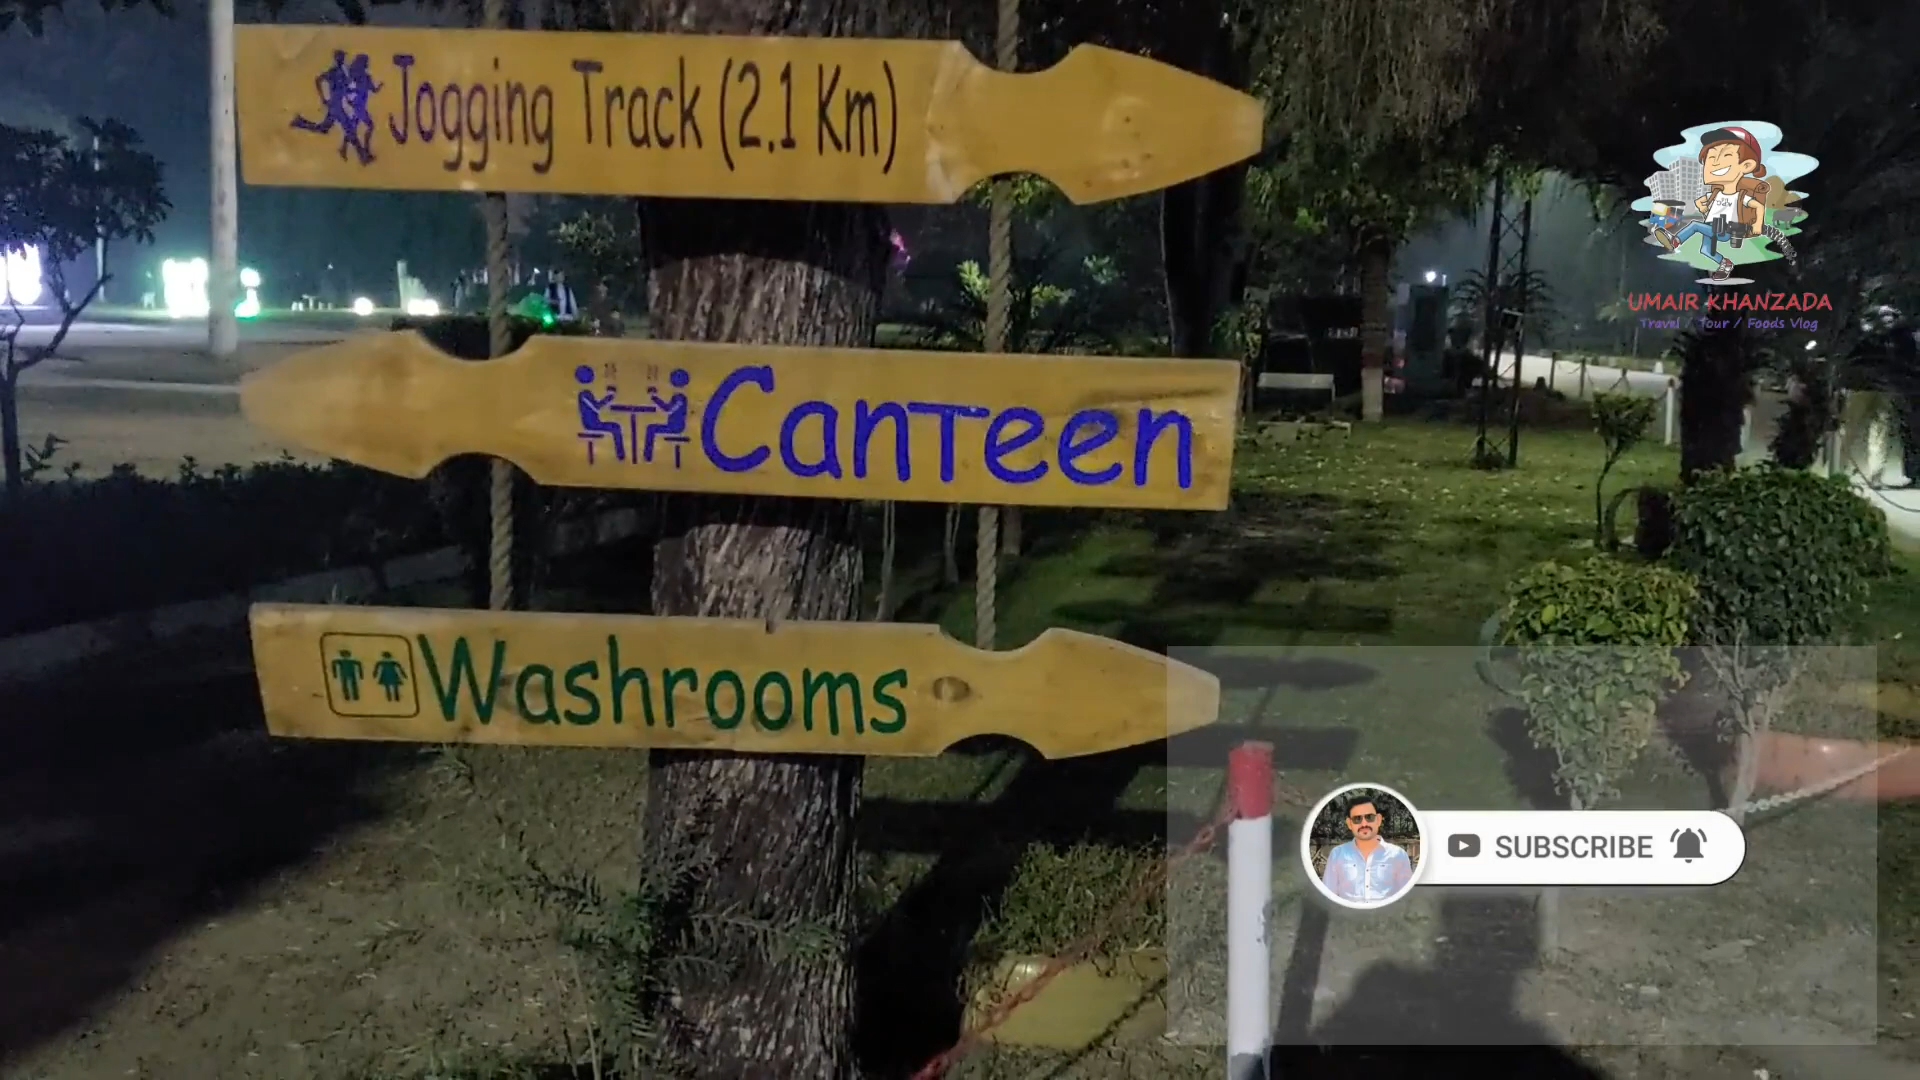 Jogging Track (2.1 Km)
Canteen
Washrooms
UMAIR KHANZADA
Travel / Tour / Foods Vlog
SUBSCRIBE